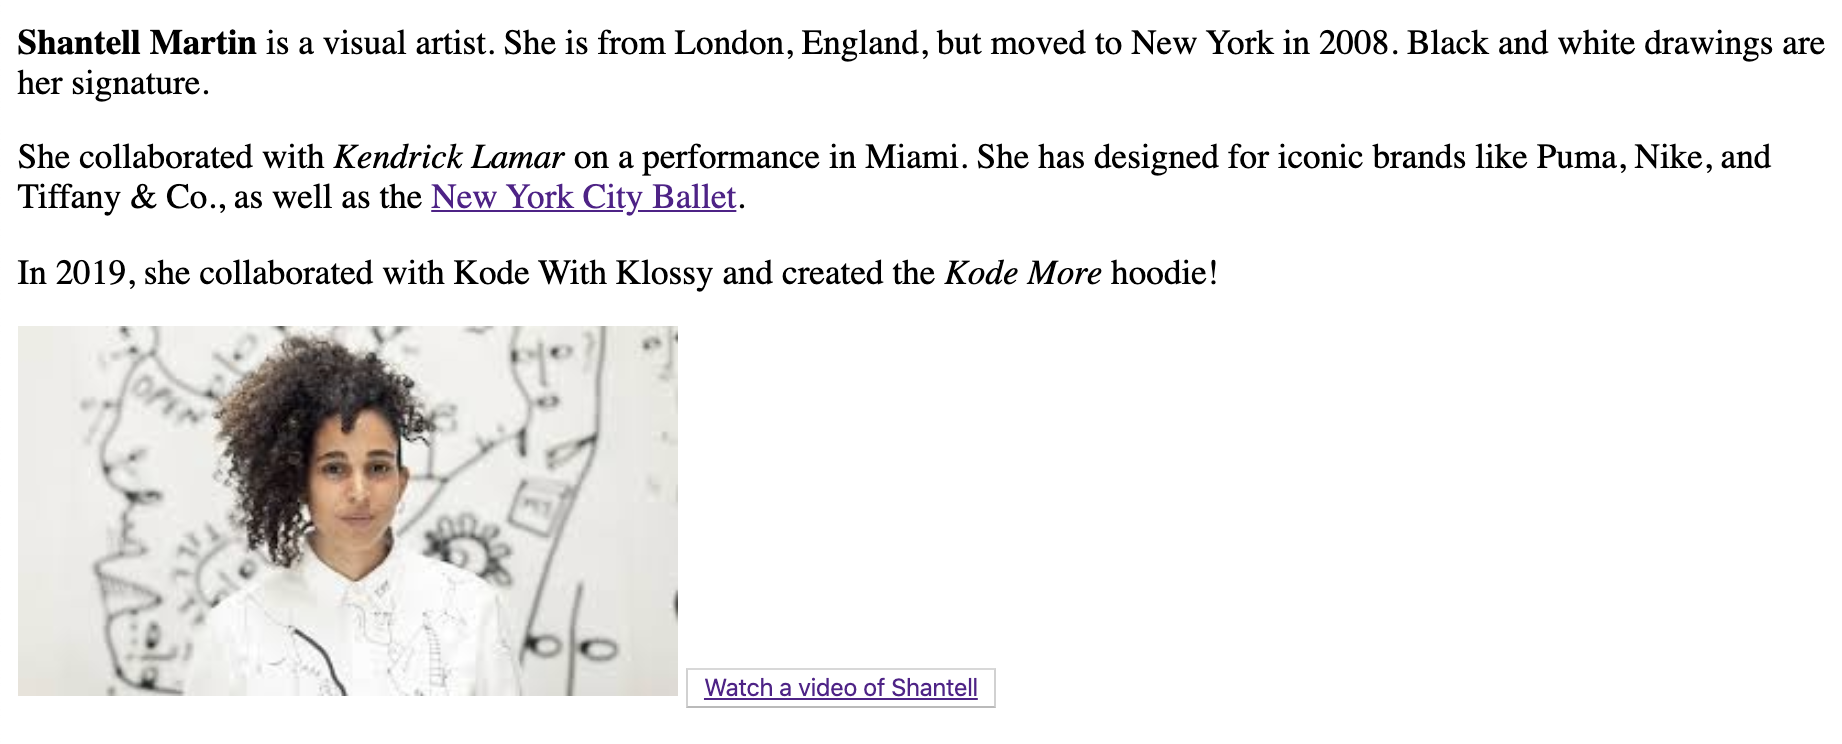 Shantell Martin is a visual artist. She is from London, England, but moved to New York in 2008. Black and white drawings are
her signature.
She collaborated with Kendrick Lamar on a performance in Miami. She has designed for iconic brands like Puma, Nike, and
Tiffany & Co., as well as the New York City Ballet.
In 2019, she collaborated with Kode With Klossy and created the Kode More hoodie!
OPEN
Watch a video of Shantell